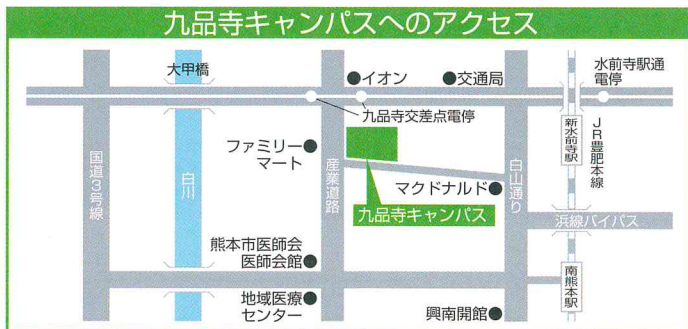 九品寺キャンパスへのアクセス
大甲橋
イオン
交通局
水前寺駅通
電停
九品寺交差点電停
ファミリー
マート
国道3号線
白川
産業道路
白山通り
新水前寺駅
JR豊肥本線
マクドナルド
九品寺キャンパス
浜線バイパス
熊本市医師会
医師会館
南熊本駅
地域医療
センター
興南開館